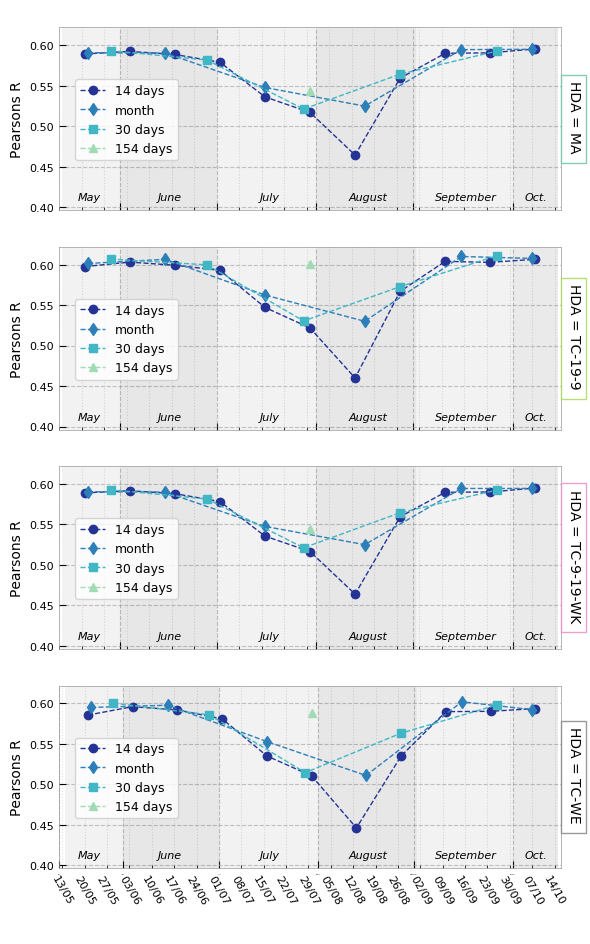 0.60
0.55
0.50
0.45
0.40
Pearsons R
14 days
month
30 days
154 days
May June July August September Oct.
HDA = MA
0.60
0.55
0.50
0.45
0.40
Pearsons R
14 days
month
30 days
154 days
May June July August September Oct.
HDA = TC-19-9
0.60
0.55
0.50
0.45
0.40
Pearsons R
14 days
month
30 days
154 days
May June July August September Oct.
HDA = TC-9-19-WK
0.60
0.55
0.50
0.45
0.40
Pearsons R
14 days
month
30 days
154 days
May June July August September Oct.
HDA = TC-WE
13/05 20/05 27/05 03/06 10/06 17/06 24/06 01/07 08/07 15/07 22/07 29/07 05/08 12/08 19/08 26/08 02/09 09/09 16/09 23/09 30/09 07/10 14/10